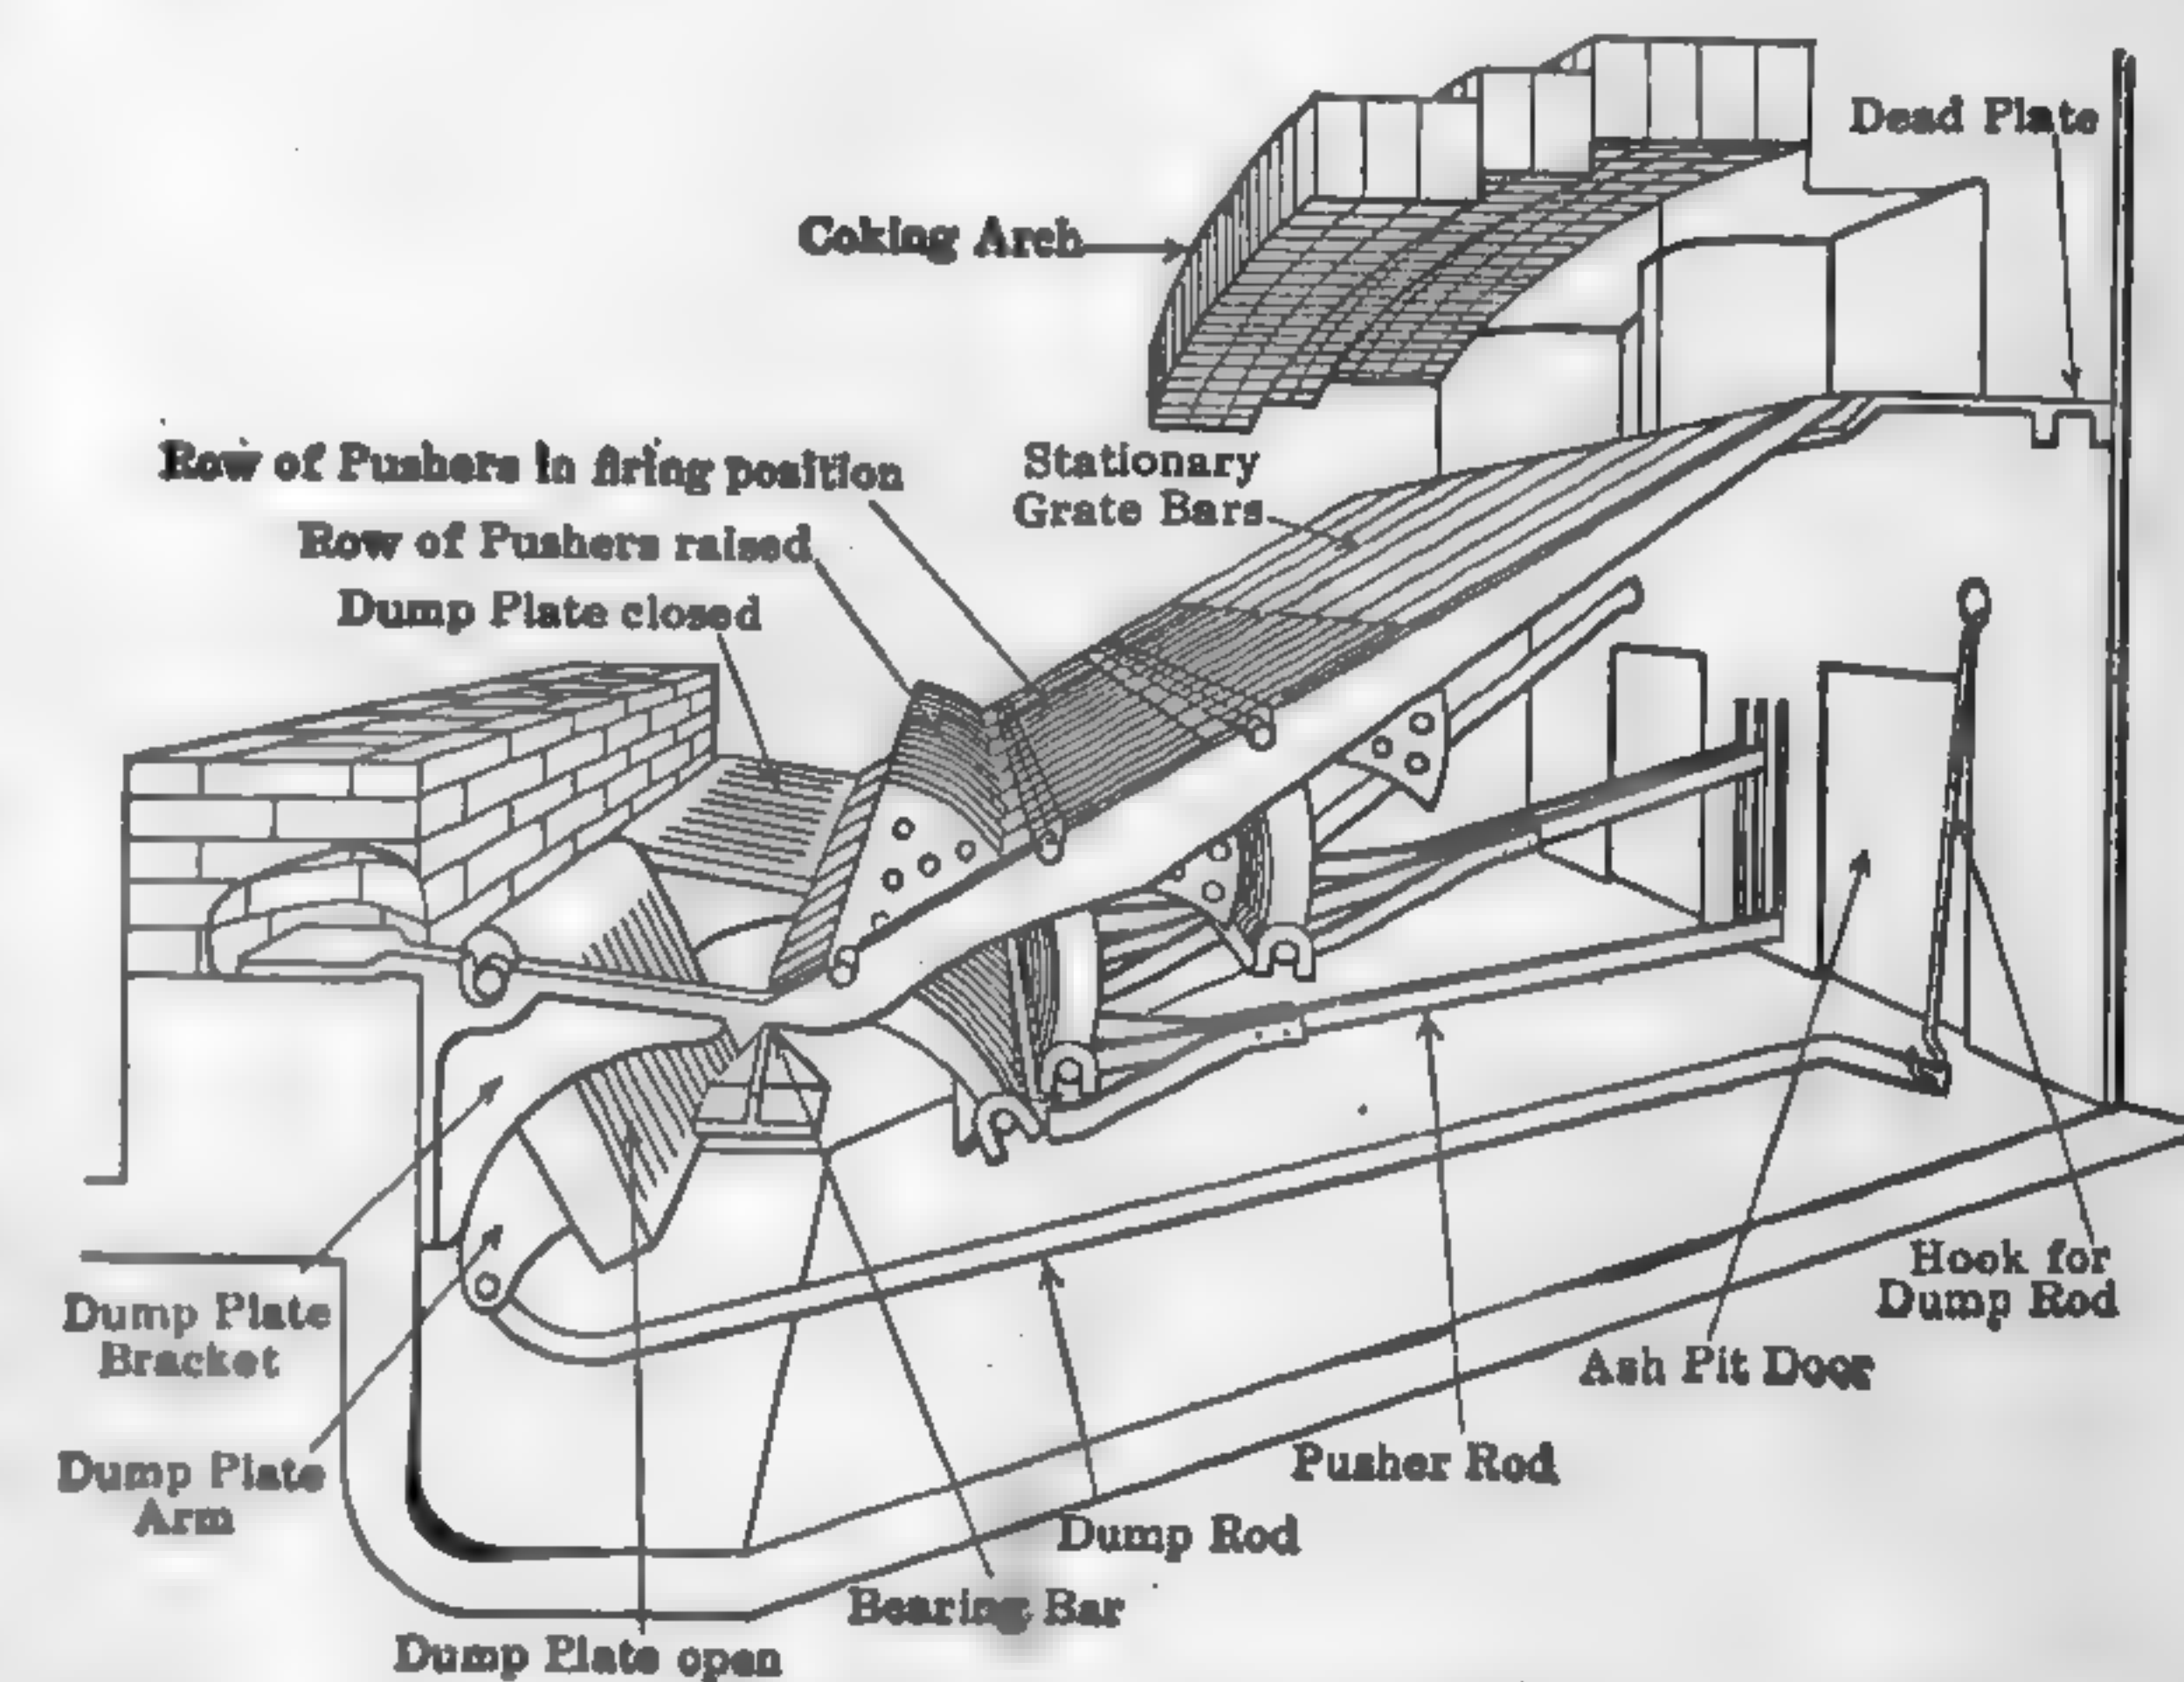 Dead Plate
Coking Arch
Row of Pushers in firing position
Stationary
Grate Bars
Row of Pushers raised
Dump Plate closed
Dump Plate
Bracket
Hook for
Dump Rod
Ash Pit Door
Dump Plate
Arm
Pusher Rod
Dump Rod
Bearing Bar
Dump Plate open